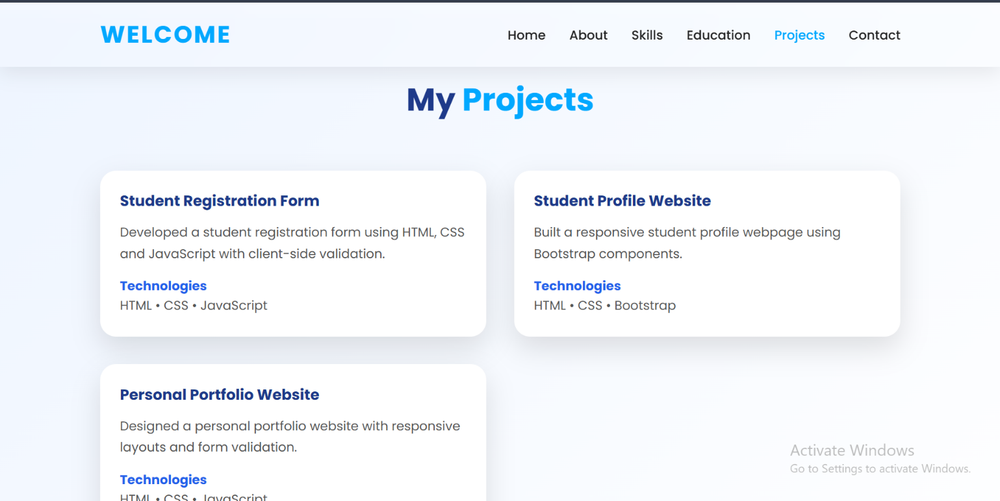 WELCOME
Home About Skills Education Projects Contact
My Projects
Student Registration Form
Developed a student registration form using HTML, CSS
and JavaScript with client-side validation.
Technologies
HTML • CSS • JavaScript
Student Profile Website
Built a responsive student profile webpage using
Bootstrap components.
Technologies
HTML • CSS • Bootstrap
Personal Portfolio Website
Designed a personal portfolio website with responsive
layouts and form validation.
Technologies
HTML • CSS • JavaScript
Activate Windows
Go to Settings to activate Windows.